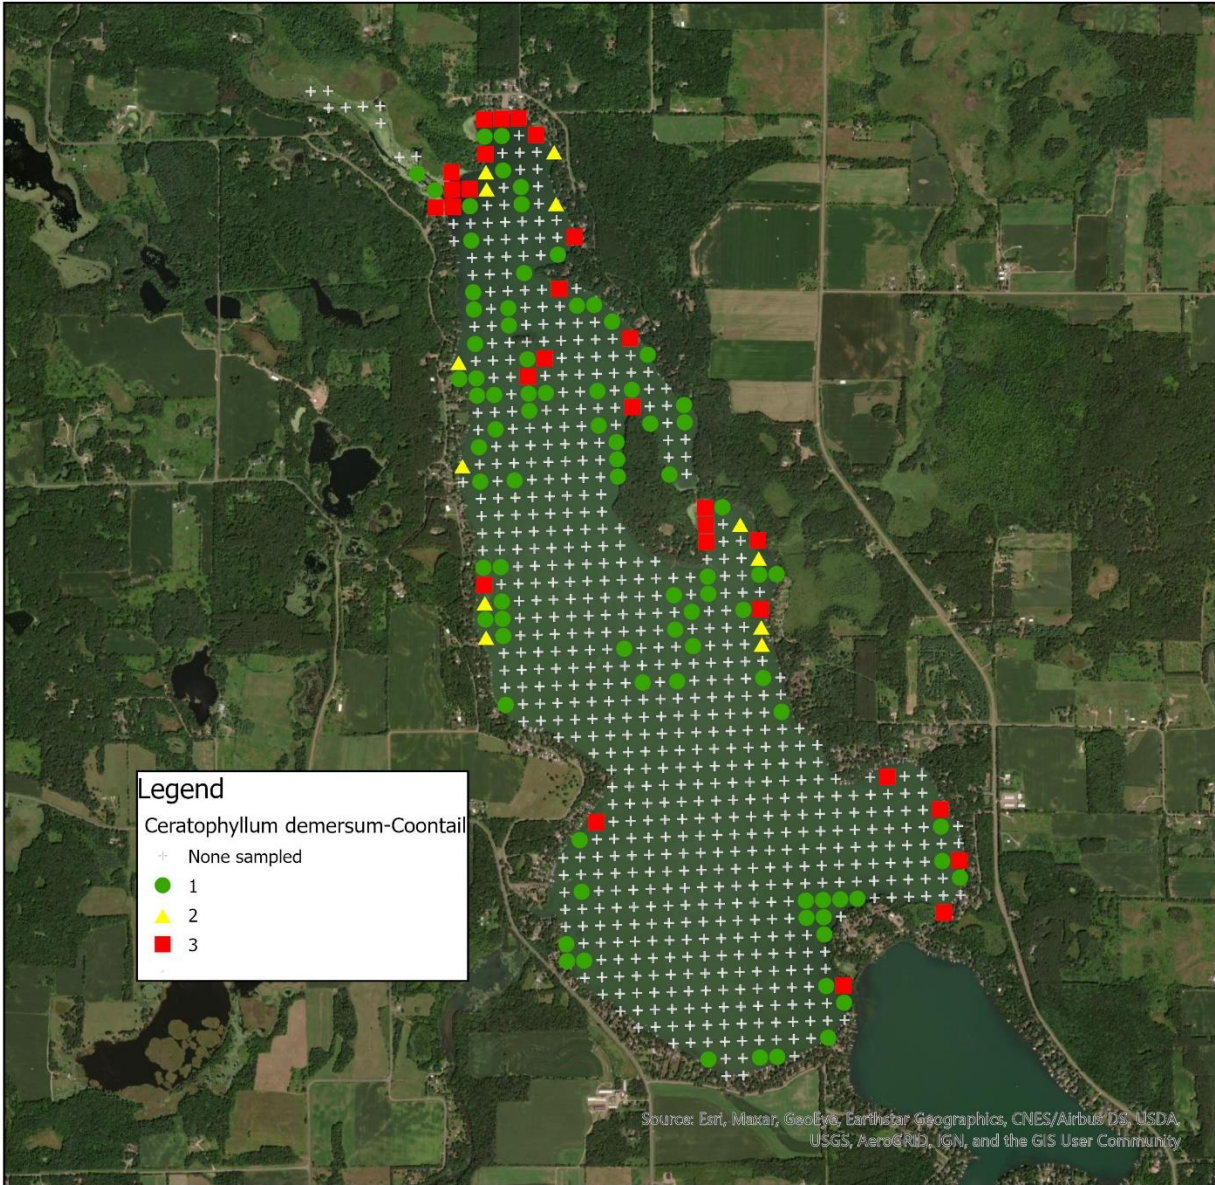 Legend
Ceratophyllum demersum-Coontail
None sampled
1
2
3
Source: Esri, Maxar, GeoEye, Earthstar Geographics, CNES/Airbus DS, USDA,
USGS, AeroGRID, IGN, and the GIS User Community